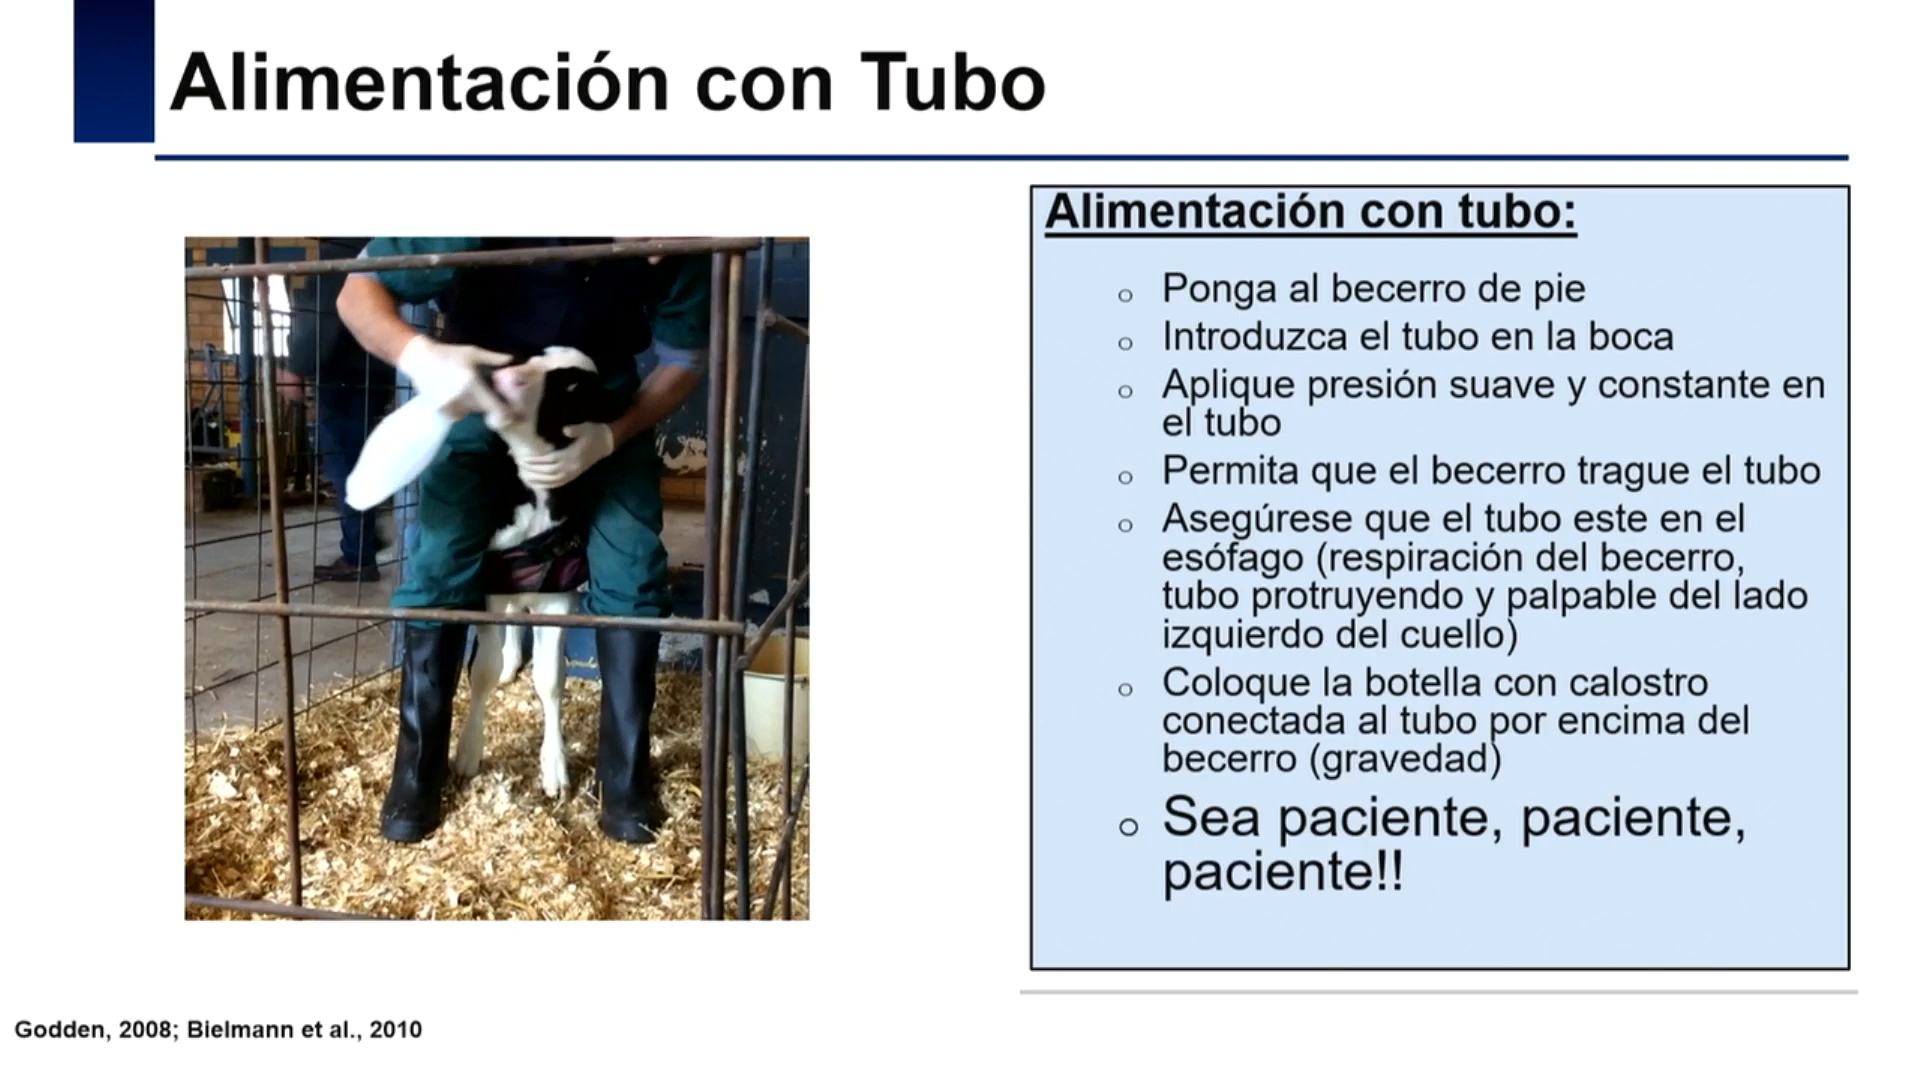 Alimentación con Tubo
Alimentación con tubo:
o Ponga al becerro de pie
o Introduzca el tubo en la boca
o Aplique presión suave y constante en
el tubo
o Permita que el becerro trague el tubo
o Asegúrese que el tubo este en el
esófago (respiración del becerro,
tubo protruyendo y palpable del lado
izquierdo del cuello)
o Coloque la botella con calostro
conectada al tubo por encima del
becerro (gravedad)
o Sea paciente, paciente,
paciente!!
Godden, 2008; Bielmann et al., 2010